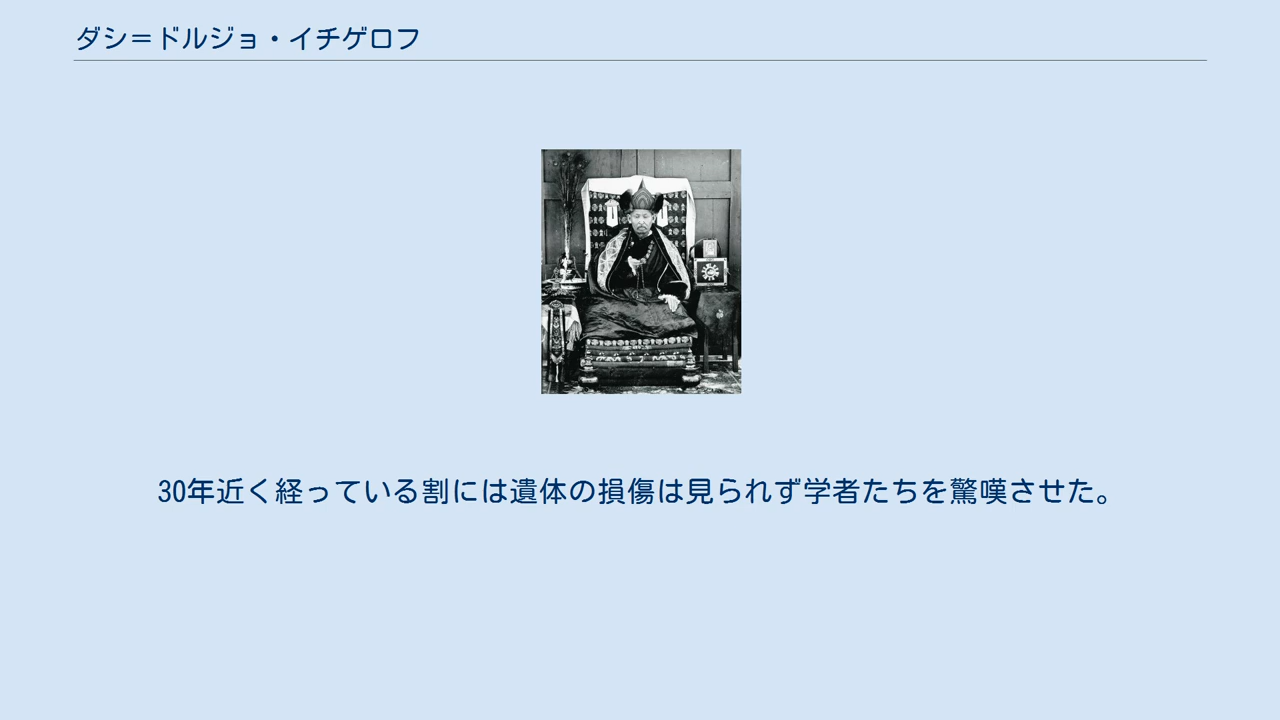 ダシ＝ドルジョ・イチゲロフ
30年近く経っている割には遺体の損傷は見られず学者たちを驚嘆させた。